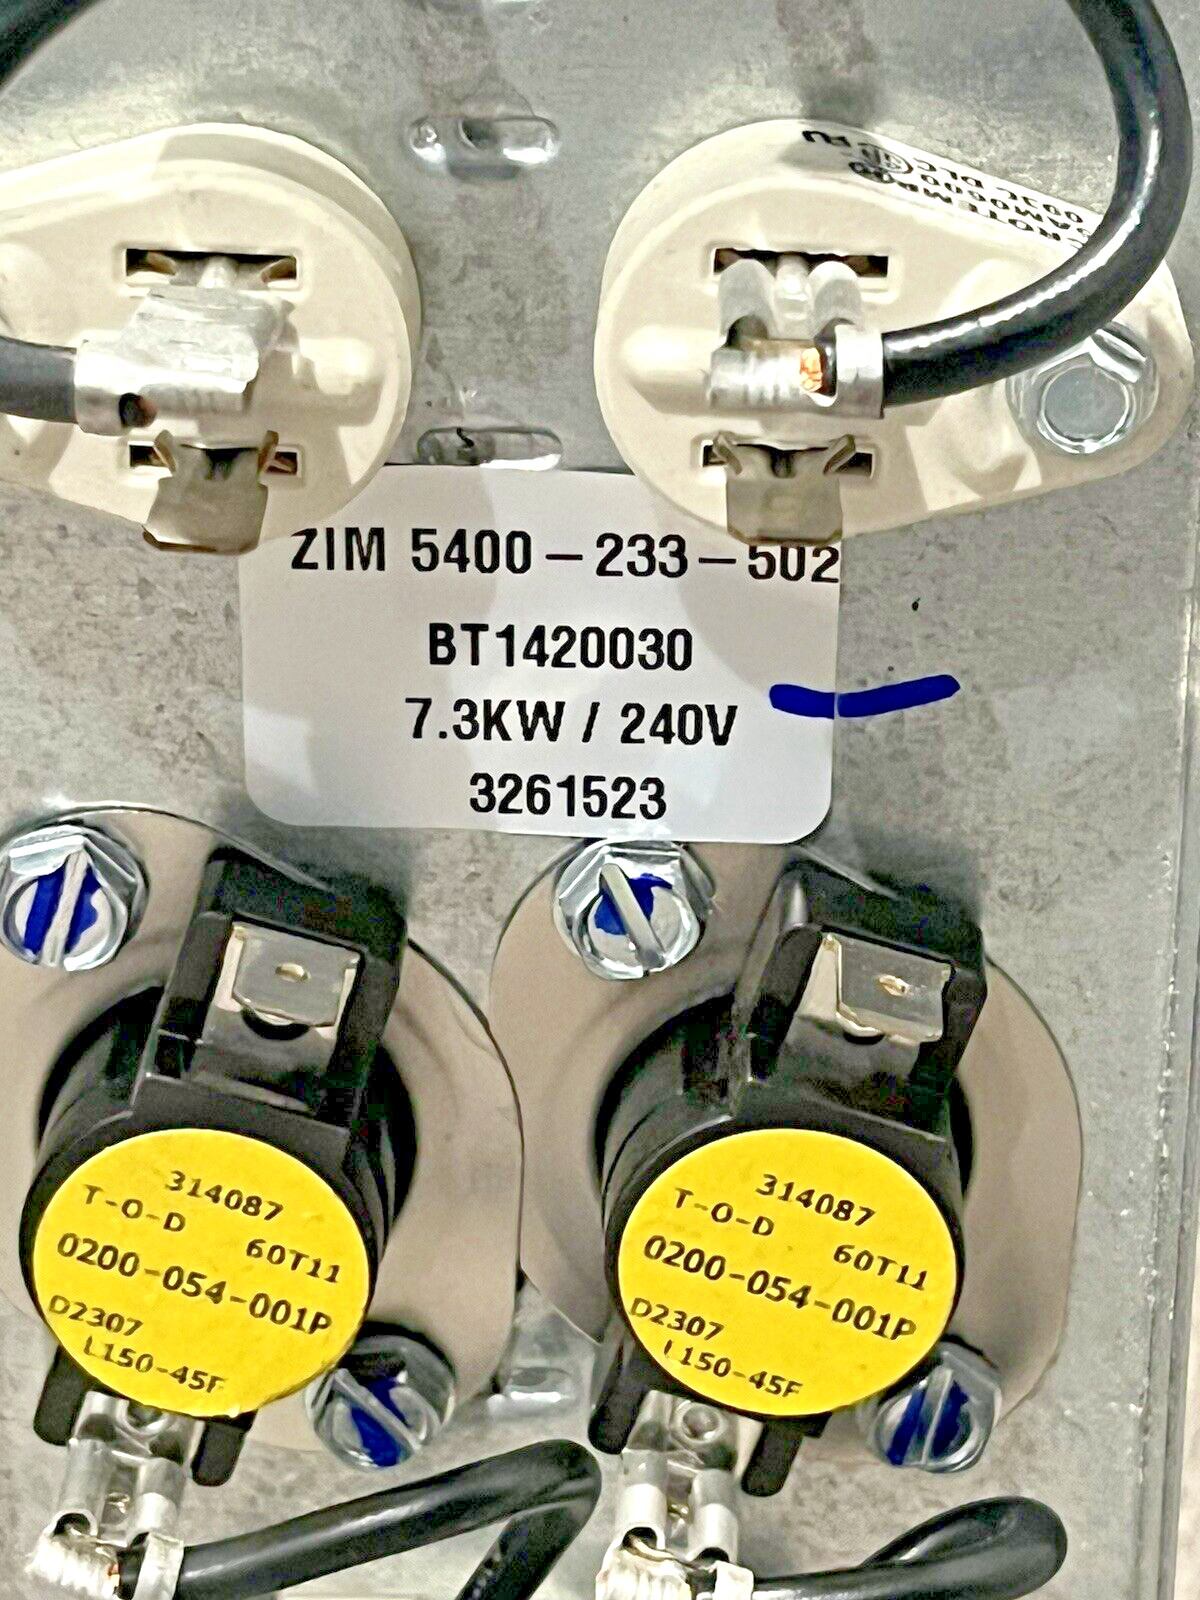 ZIM 5400-233-502
BT1420030
7.3KW / 240V
3261523
314087
T-O-D 60T11
0200-054-001P
D2307
L150-45F
314087
T-O-D 60T11
0200-054-001P
D2307
L150-45F